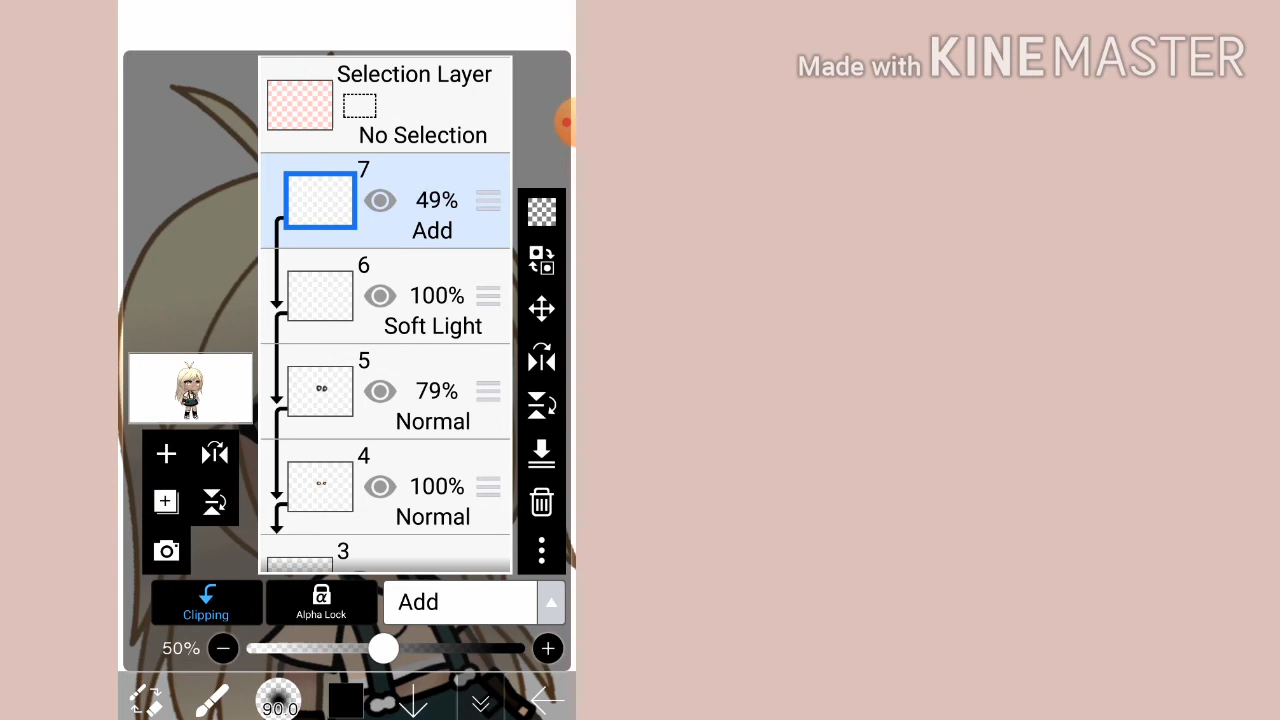 Made with KINEMASTER
Selection Layer
No Selection
7
49%
Add
6
100%
Soft Light
5
79%
Normal
4
100%
Normal
3
Clipping
α
Alpha Lock
Add
50%
90.0